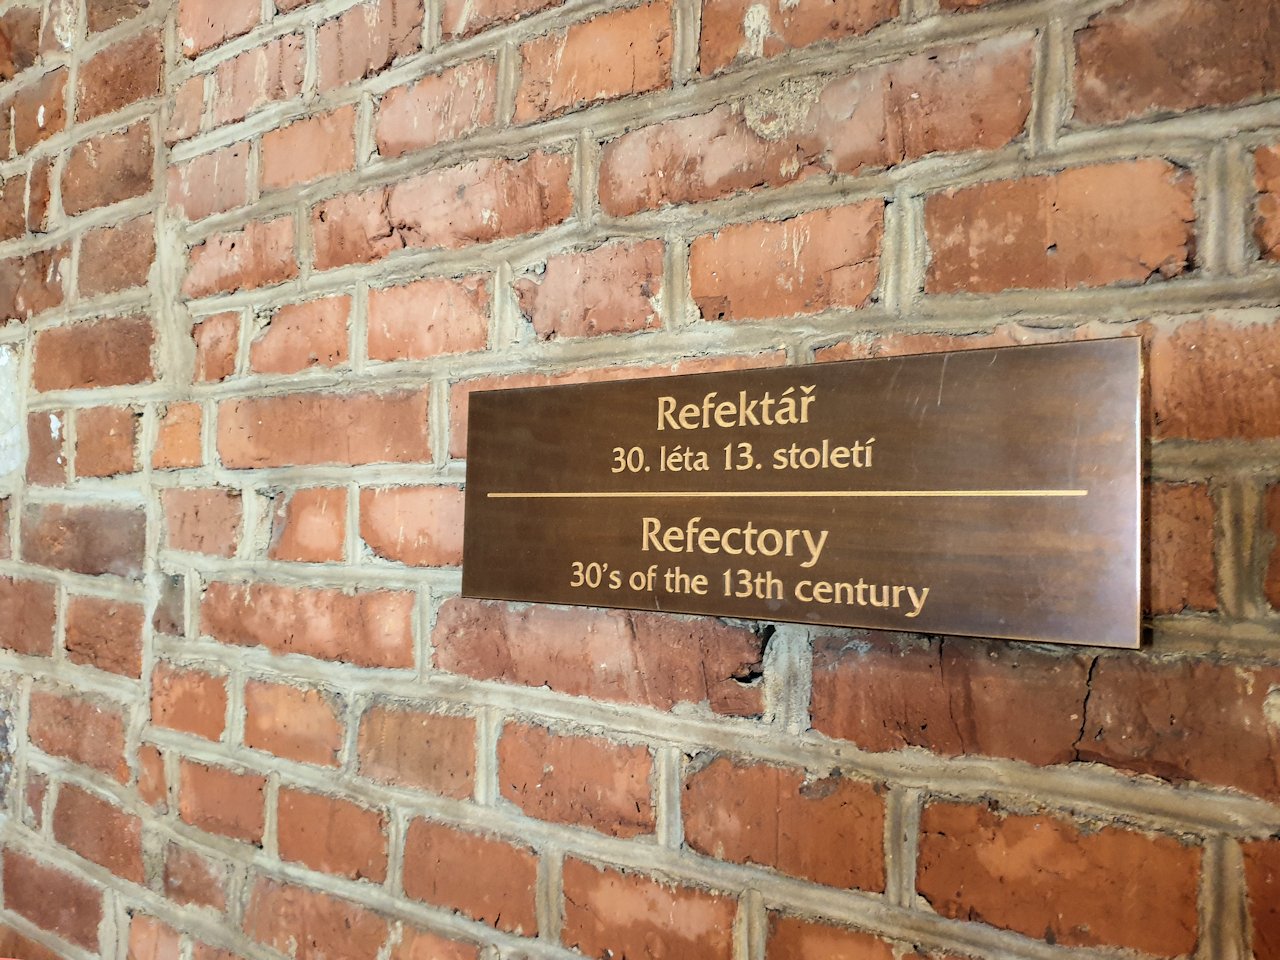 Refektář
30. léta 13. století
Refectory
30's of the 13th century